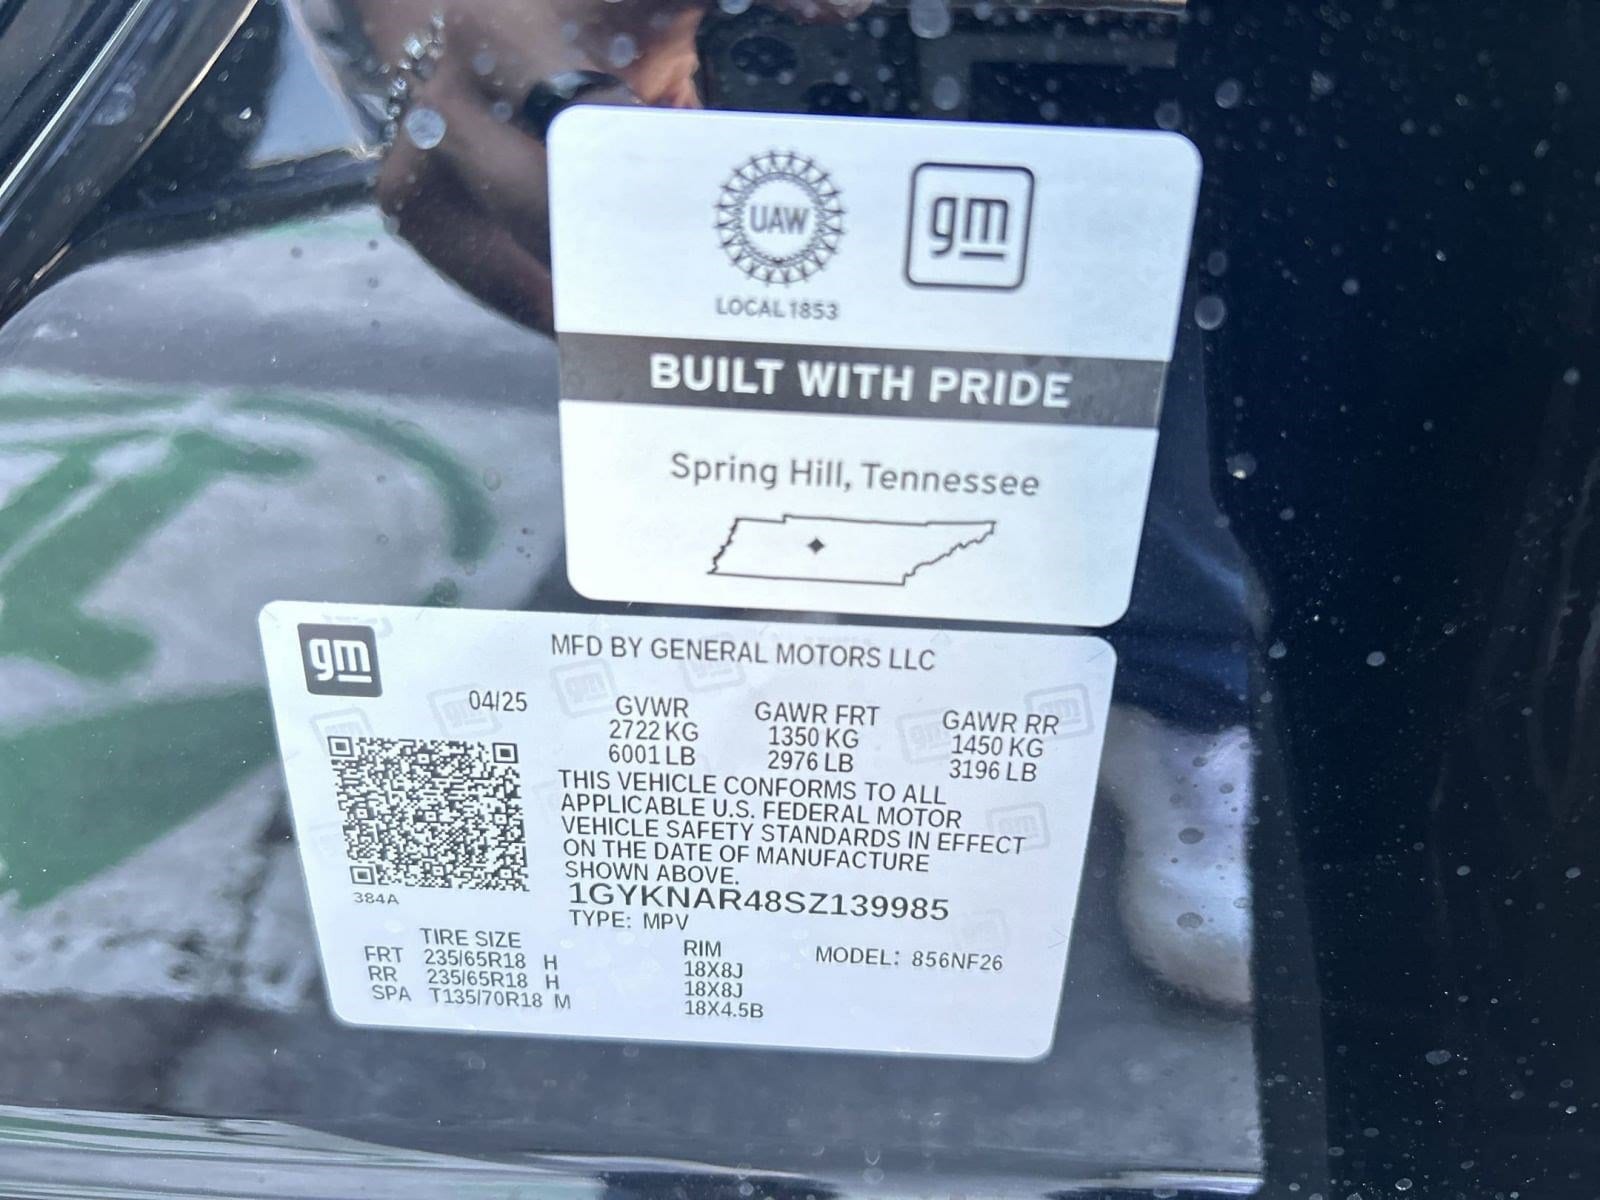 UAW
gm
LOCAL 1853
BUILT WITH PRIDE
Spring Hill, Tennessee
gm
MFD BY GENERAL MOTORS LLC
04/25
GVWR GAWR FRT GAWR RR
2722 KG 1350 KG 1450 KG
6001 LB 2976 LB 3196 LB
THIS VEHICLE CONFORMS TO ALL
APPLICABLE U.S. FEDERAL MOTOR
VEHICLE SAFETY STANDARDS IN EFFECT
ON THE DATE OF MANUFACTURE
SHOWN ABOVE.
384A
1GYKNAR48SZ139985
TYPE: MPV
TIRE SIZE RIM MODEL: 856NF26
FRT 235/65R18 H 18X8J
RR 235/65R18 H 18X8J
SPA T135/70R18 M 18X4.5B